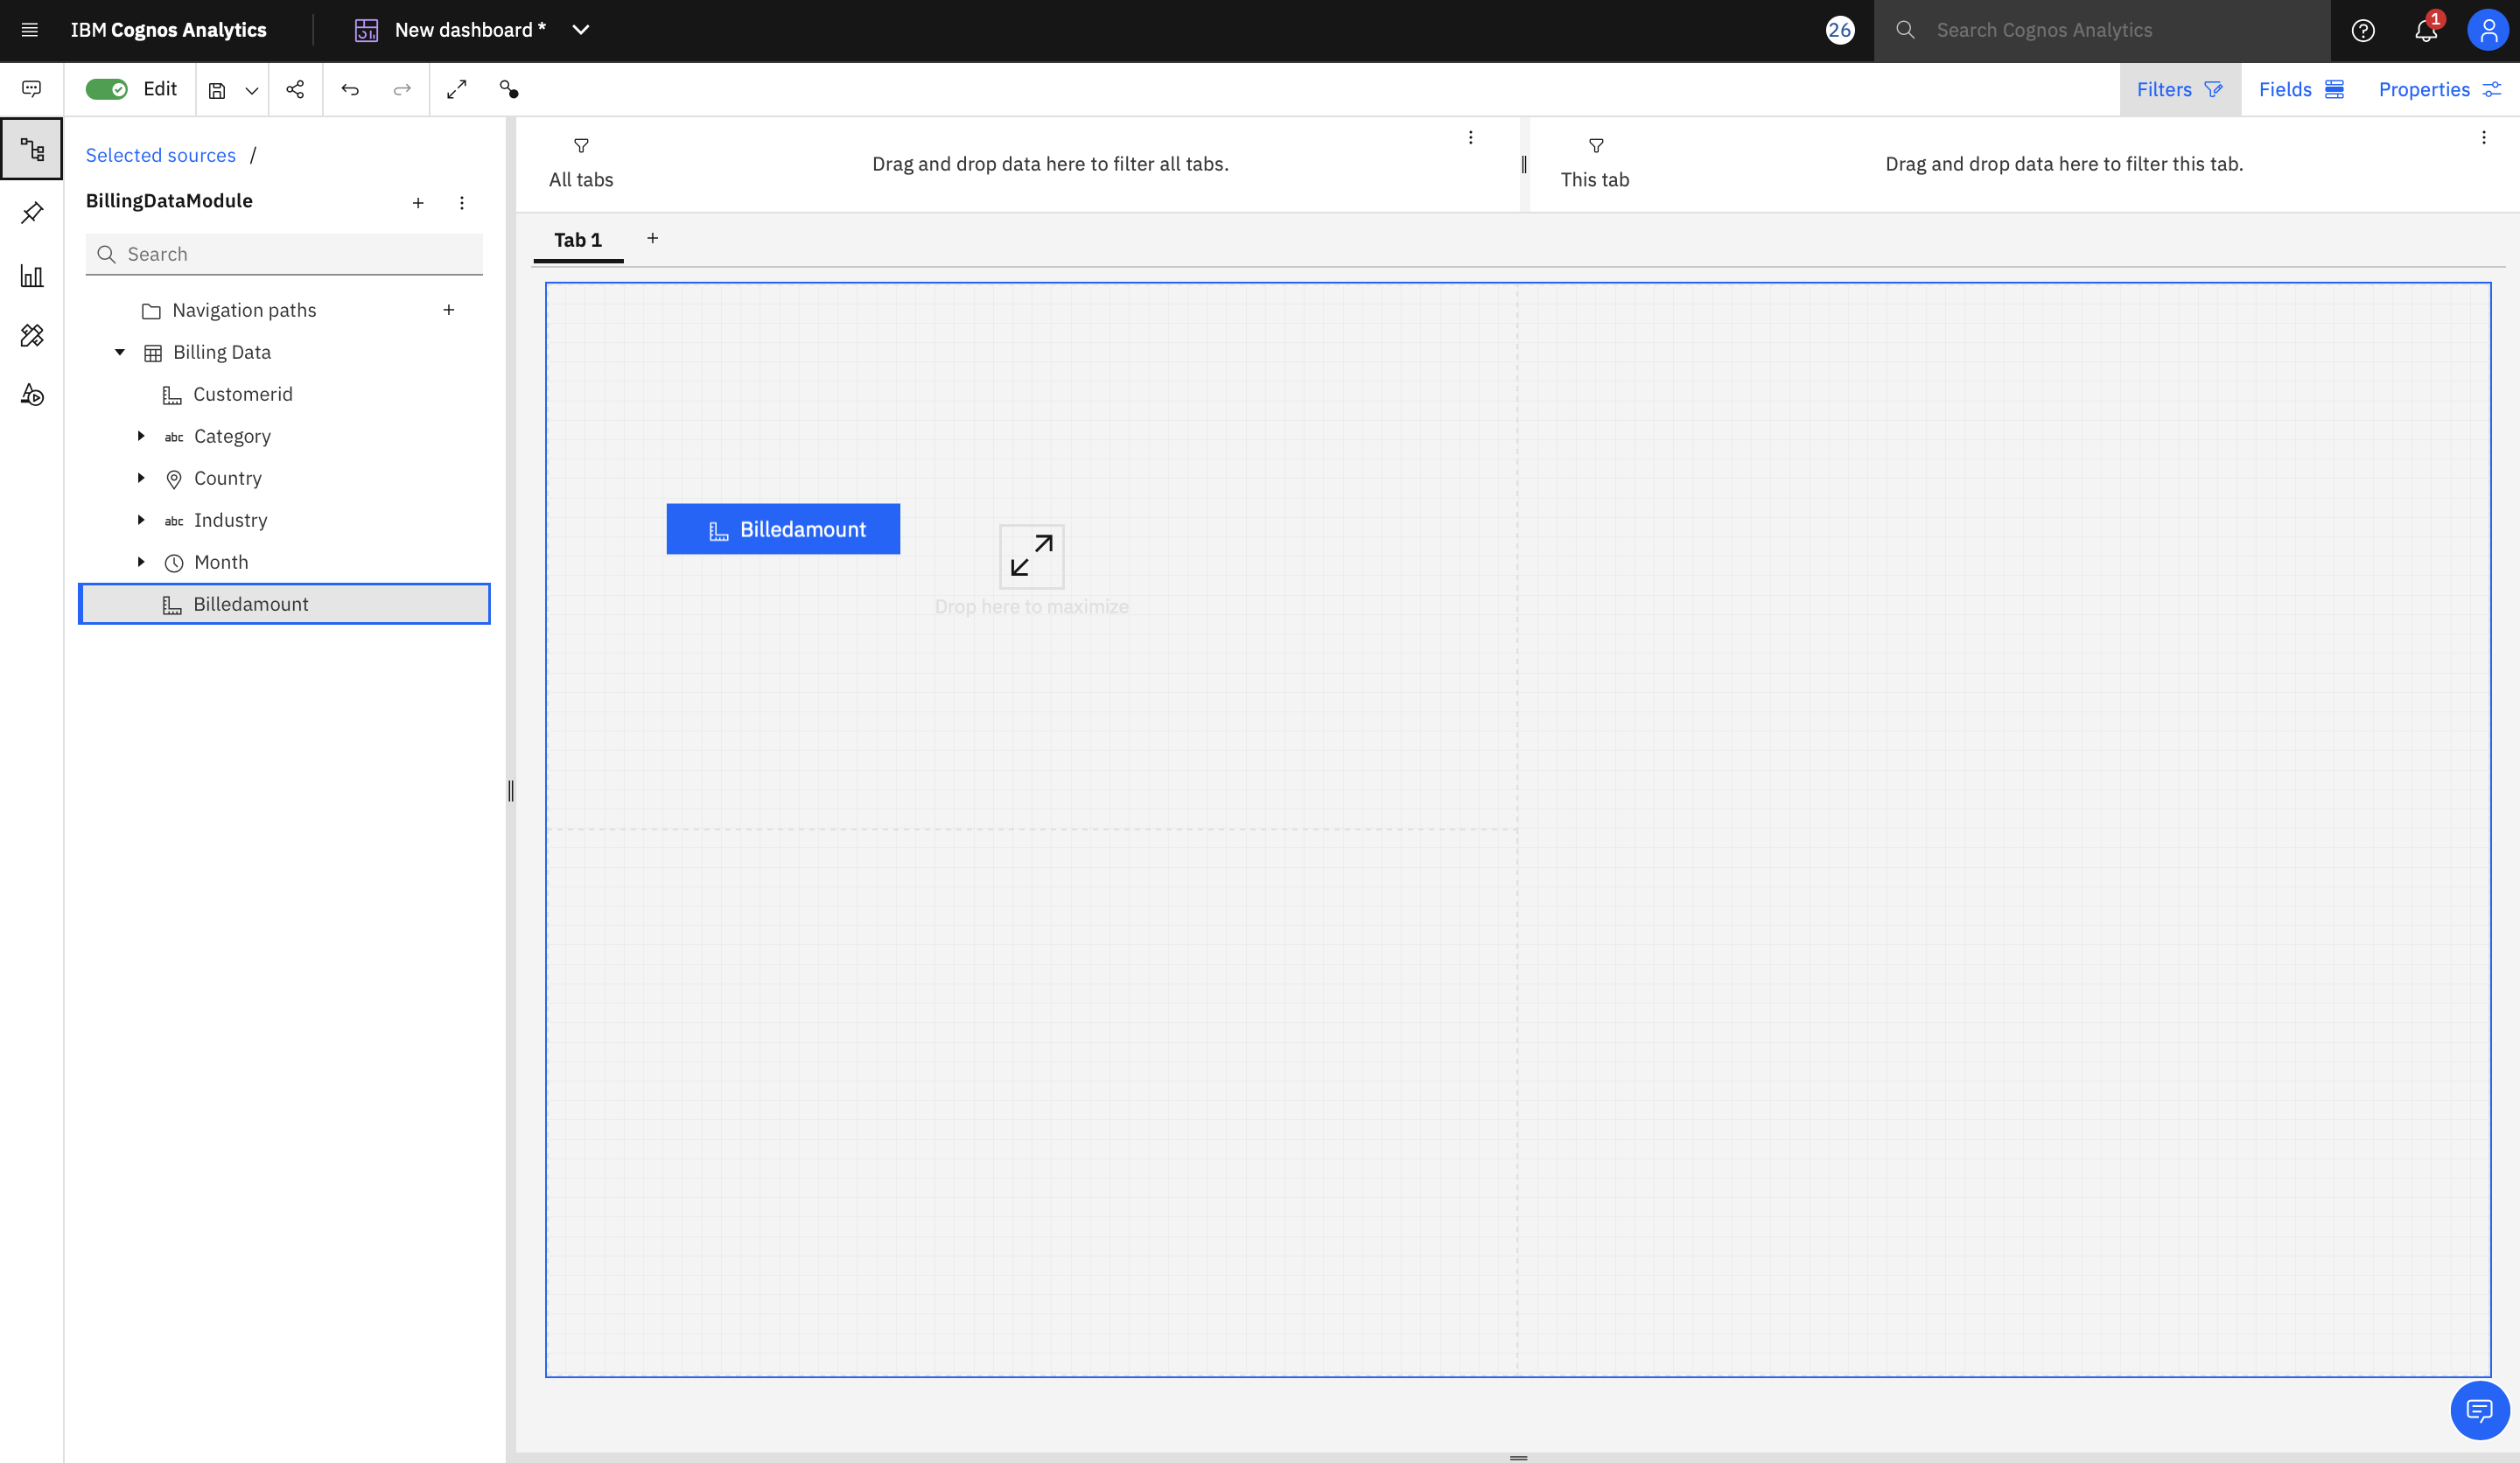 IBM Cognos Analytics
New dashboard *
26
Search Cognos Analytics
1
Edit
Filters
Fields
Properties
Selected sources /
BillingDataModule
Search
Navigation paths
Billing Data
Customerid
abc Category
Country
abc Industry
Month
Billedamount
All tabs
Drag and drop data here to filter all tabs.
This tab
Drag and drop data here to filter this tab.
Tab 1
Billedamount
Drop here to maximize